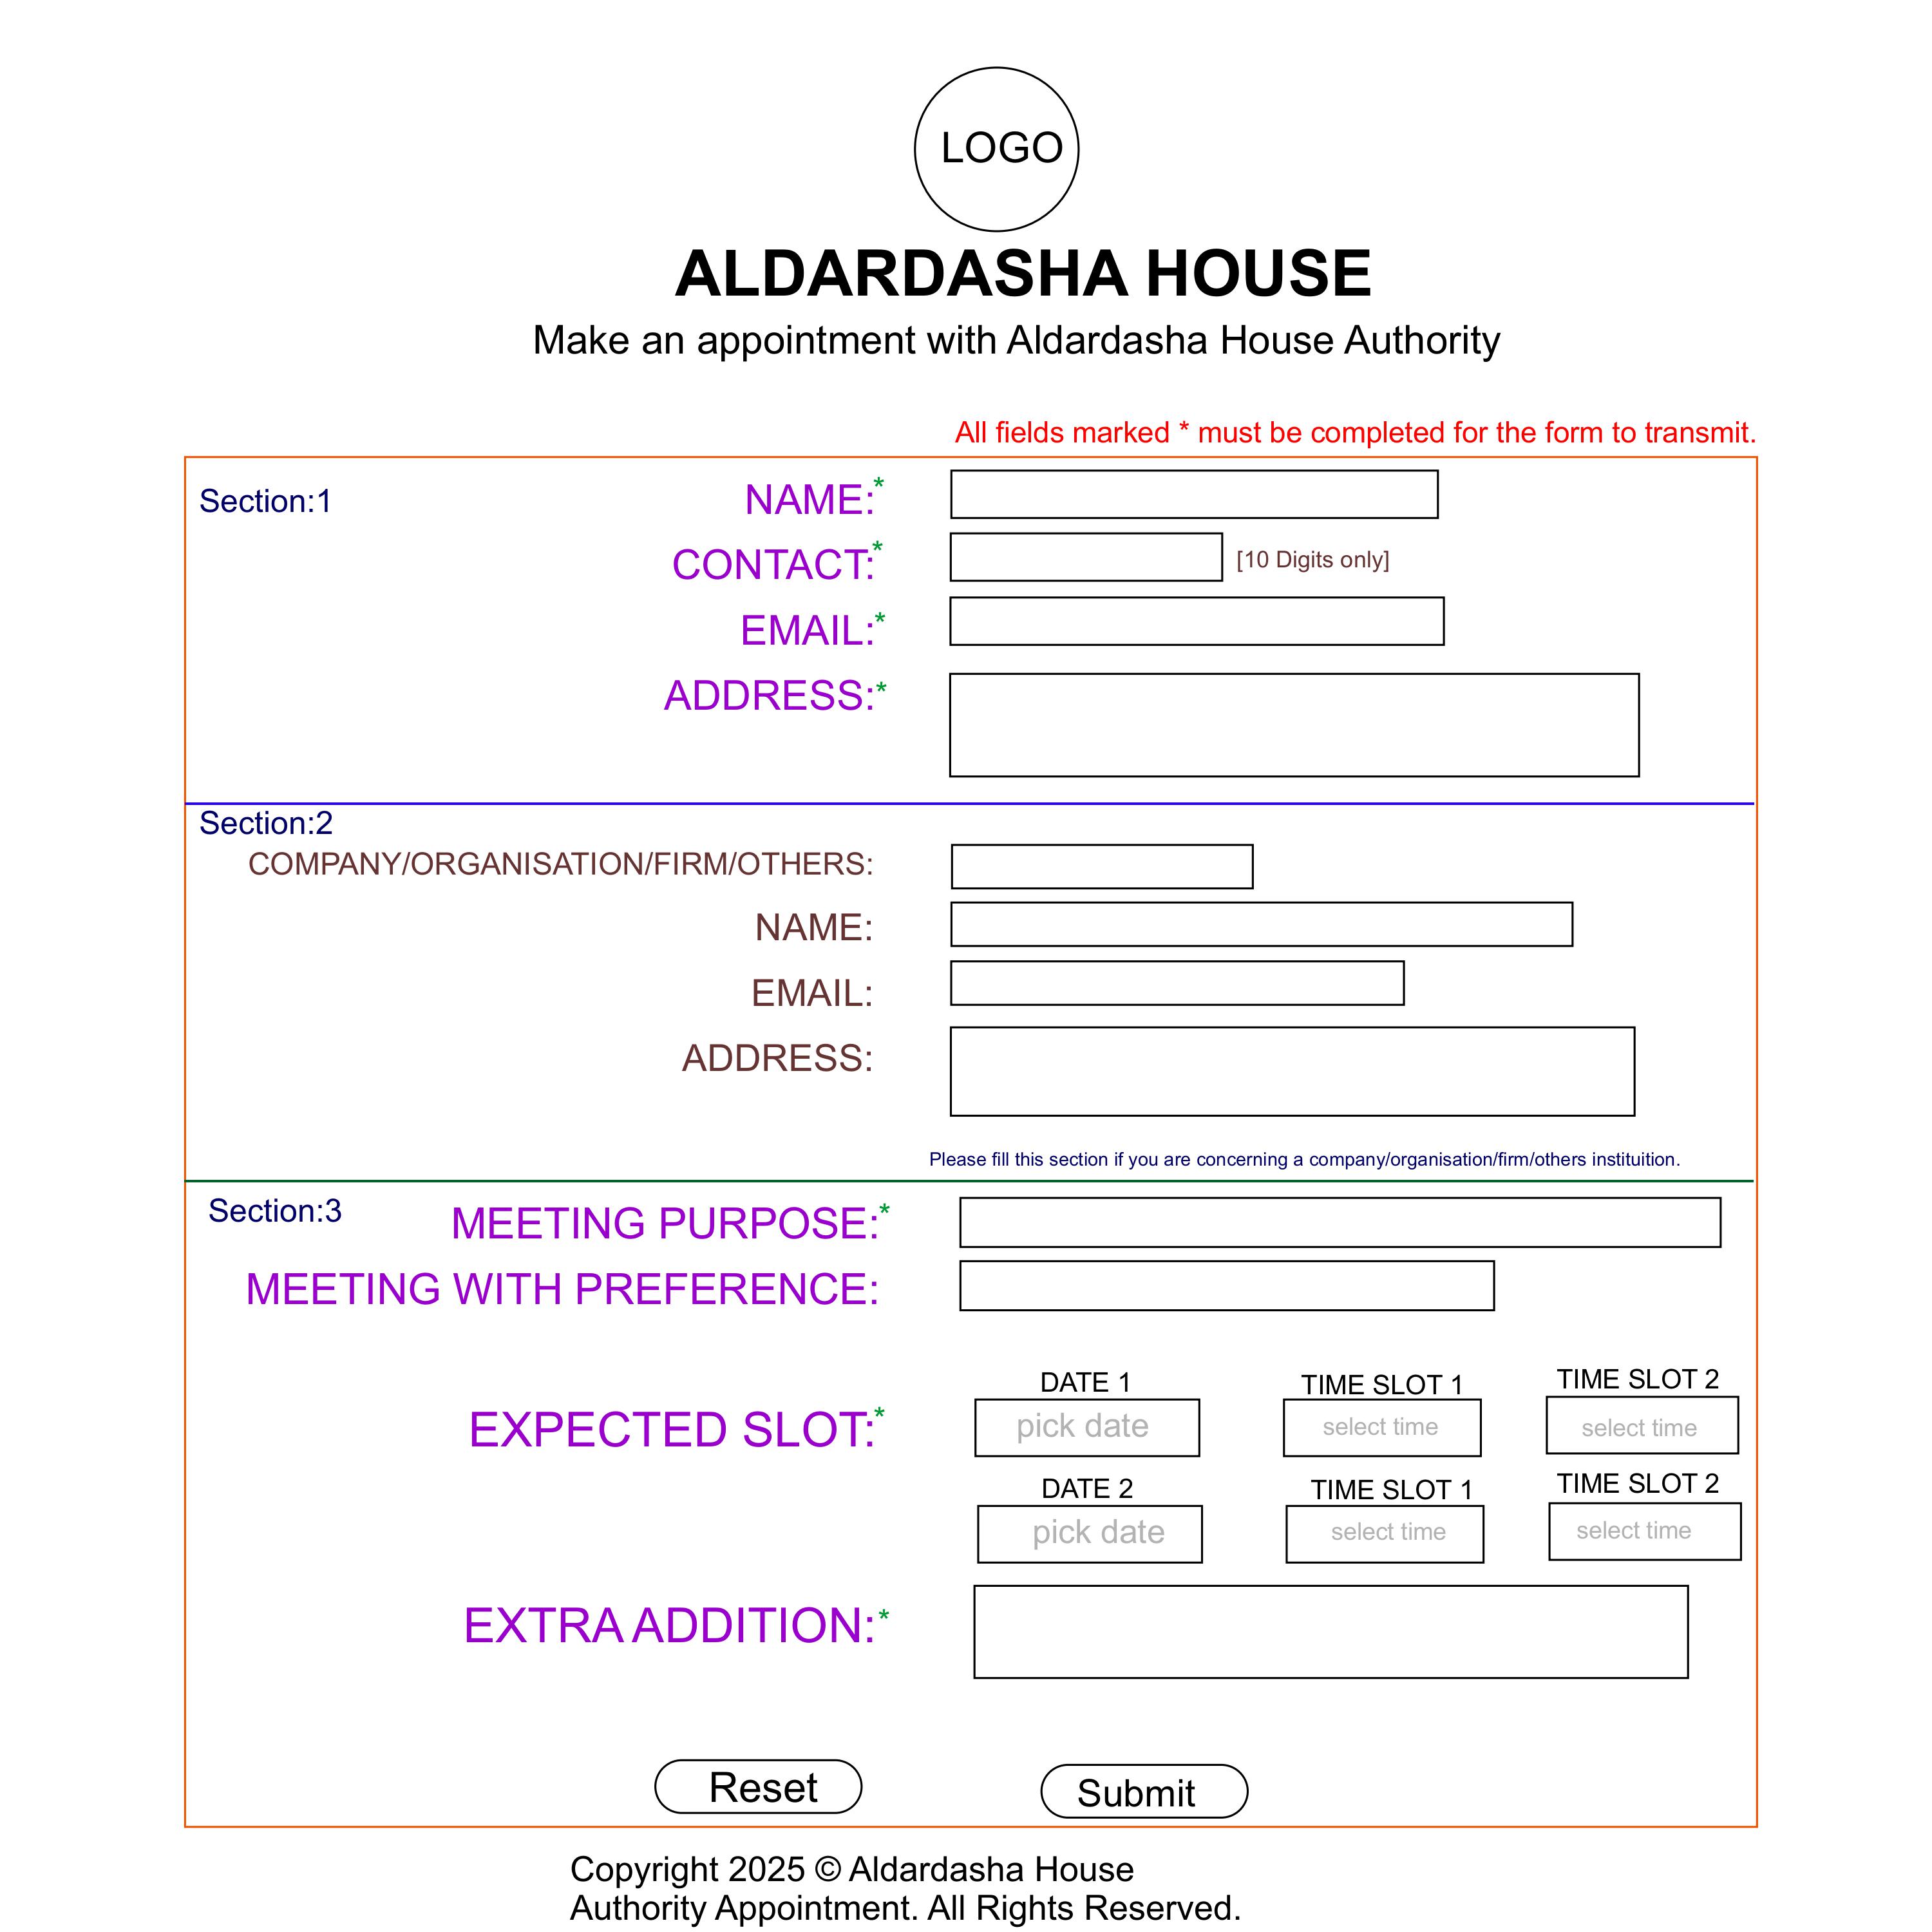 LOGO
ALDARDASHA HOUSE
Make an appointment with Aldardasha House Authority
All fields marked * must be completed for the form to transmit.
Section:1
NAME:*
CONTACT:* [10 Digits only]
EMAIL:*
ADDRESS:*
Section:2
COMPANY/ORGANISATION/FIRM/OTHERS:
NAME:
EMAIL:
ADDRESS:
Please fill this section if you are concerning a company/organisation/firm/others instituition.
Section:3
MEETING PURPOSE:*
MEETING WITH PREFERENCE:
DATE 1 TIME SLOT 1 TIME SLOT 2
EXPECTED SLOT:* pick date select time select time
DATE 2 TIME SLOT 1 TIME SLOT 2
pick date select time select time
EXTRA ADDITION:*
Reset Submit
Copyright 2025 © Aldardasha House
Authority Appointment. All Rights Reserved.